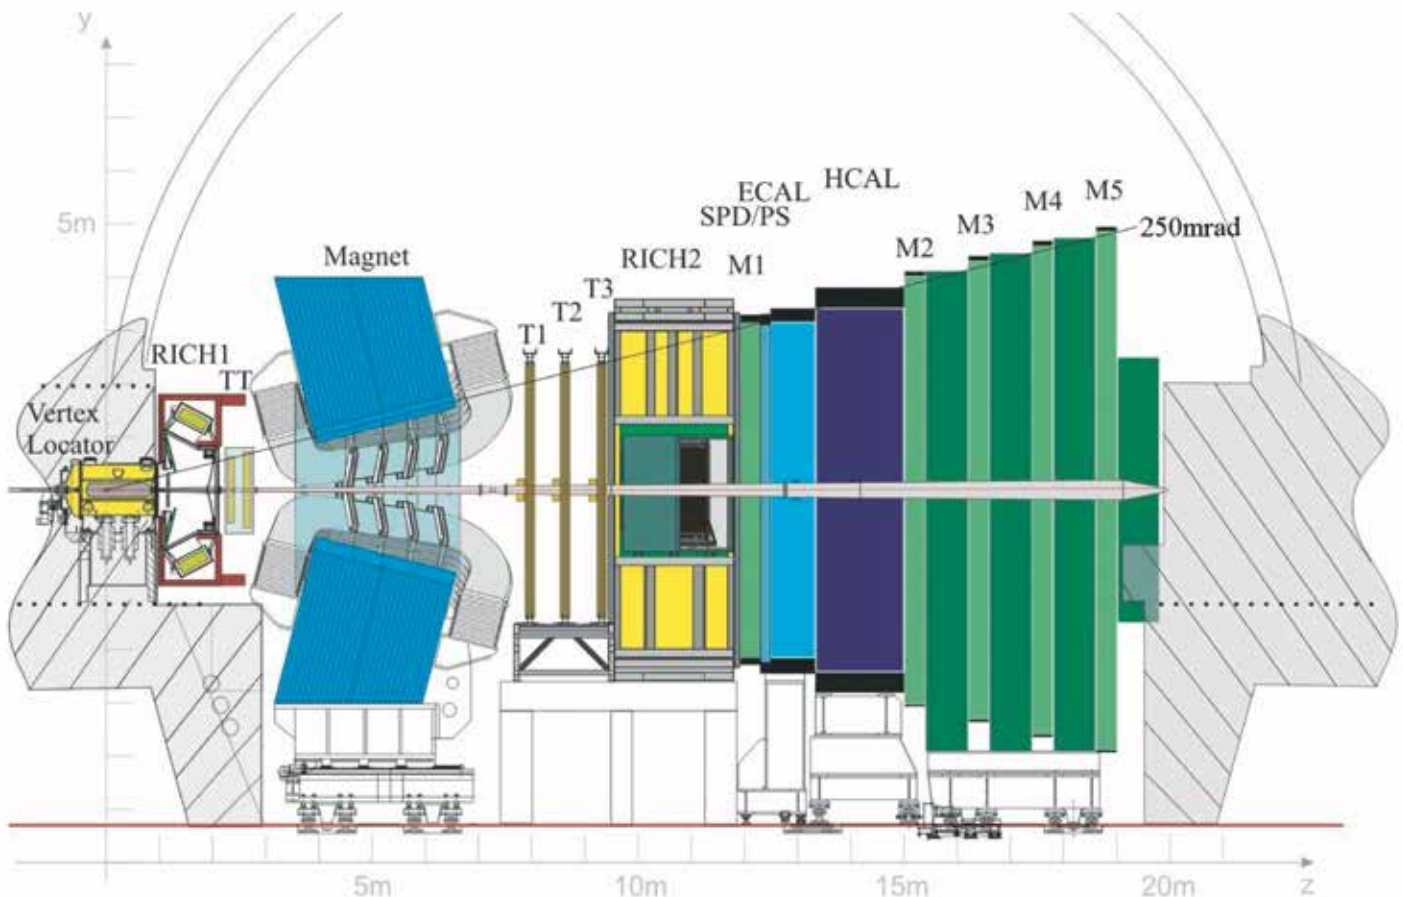 y
HCAL
ECAL
M5
M4
SPD/PS
M3
5m
250mrad
M2
Magnet
RICH2
M1
T3
T2
T1
RICH1
TT
Vertex
Locator
5m
10m
15m
20m
z